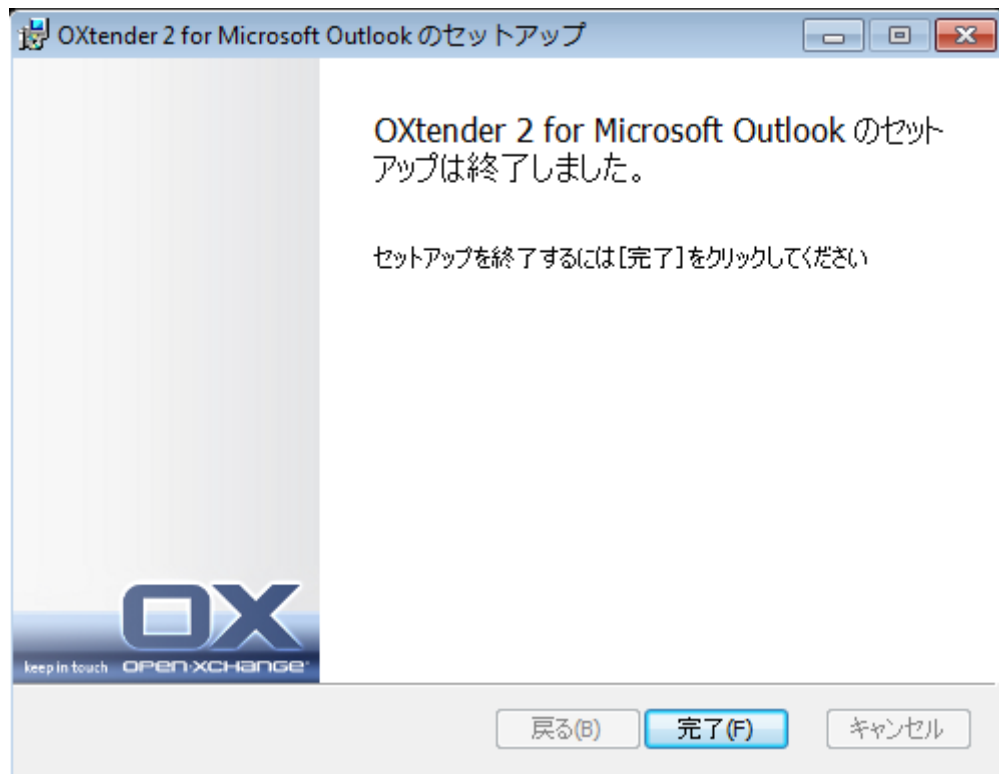 OXtender 2 for Microsoft Outlook のセットアップ
OXtender 2 for Microsoft Outlook のセット
アップは終了しました。
セットアップを終了するには[完了]をクリックしてください
OX
keep in touch OPEN-XCHANGE
戻る(B) 完了(F) キャンセル